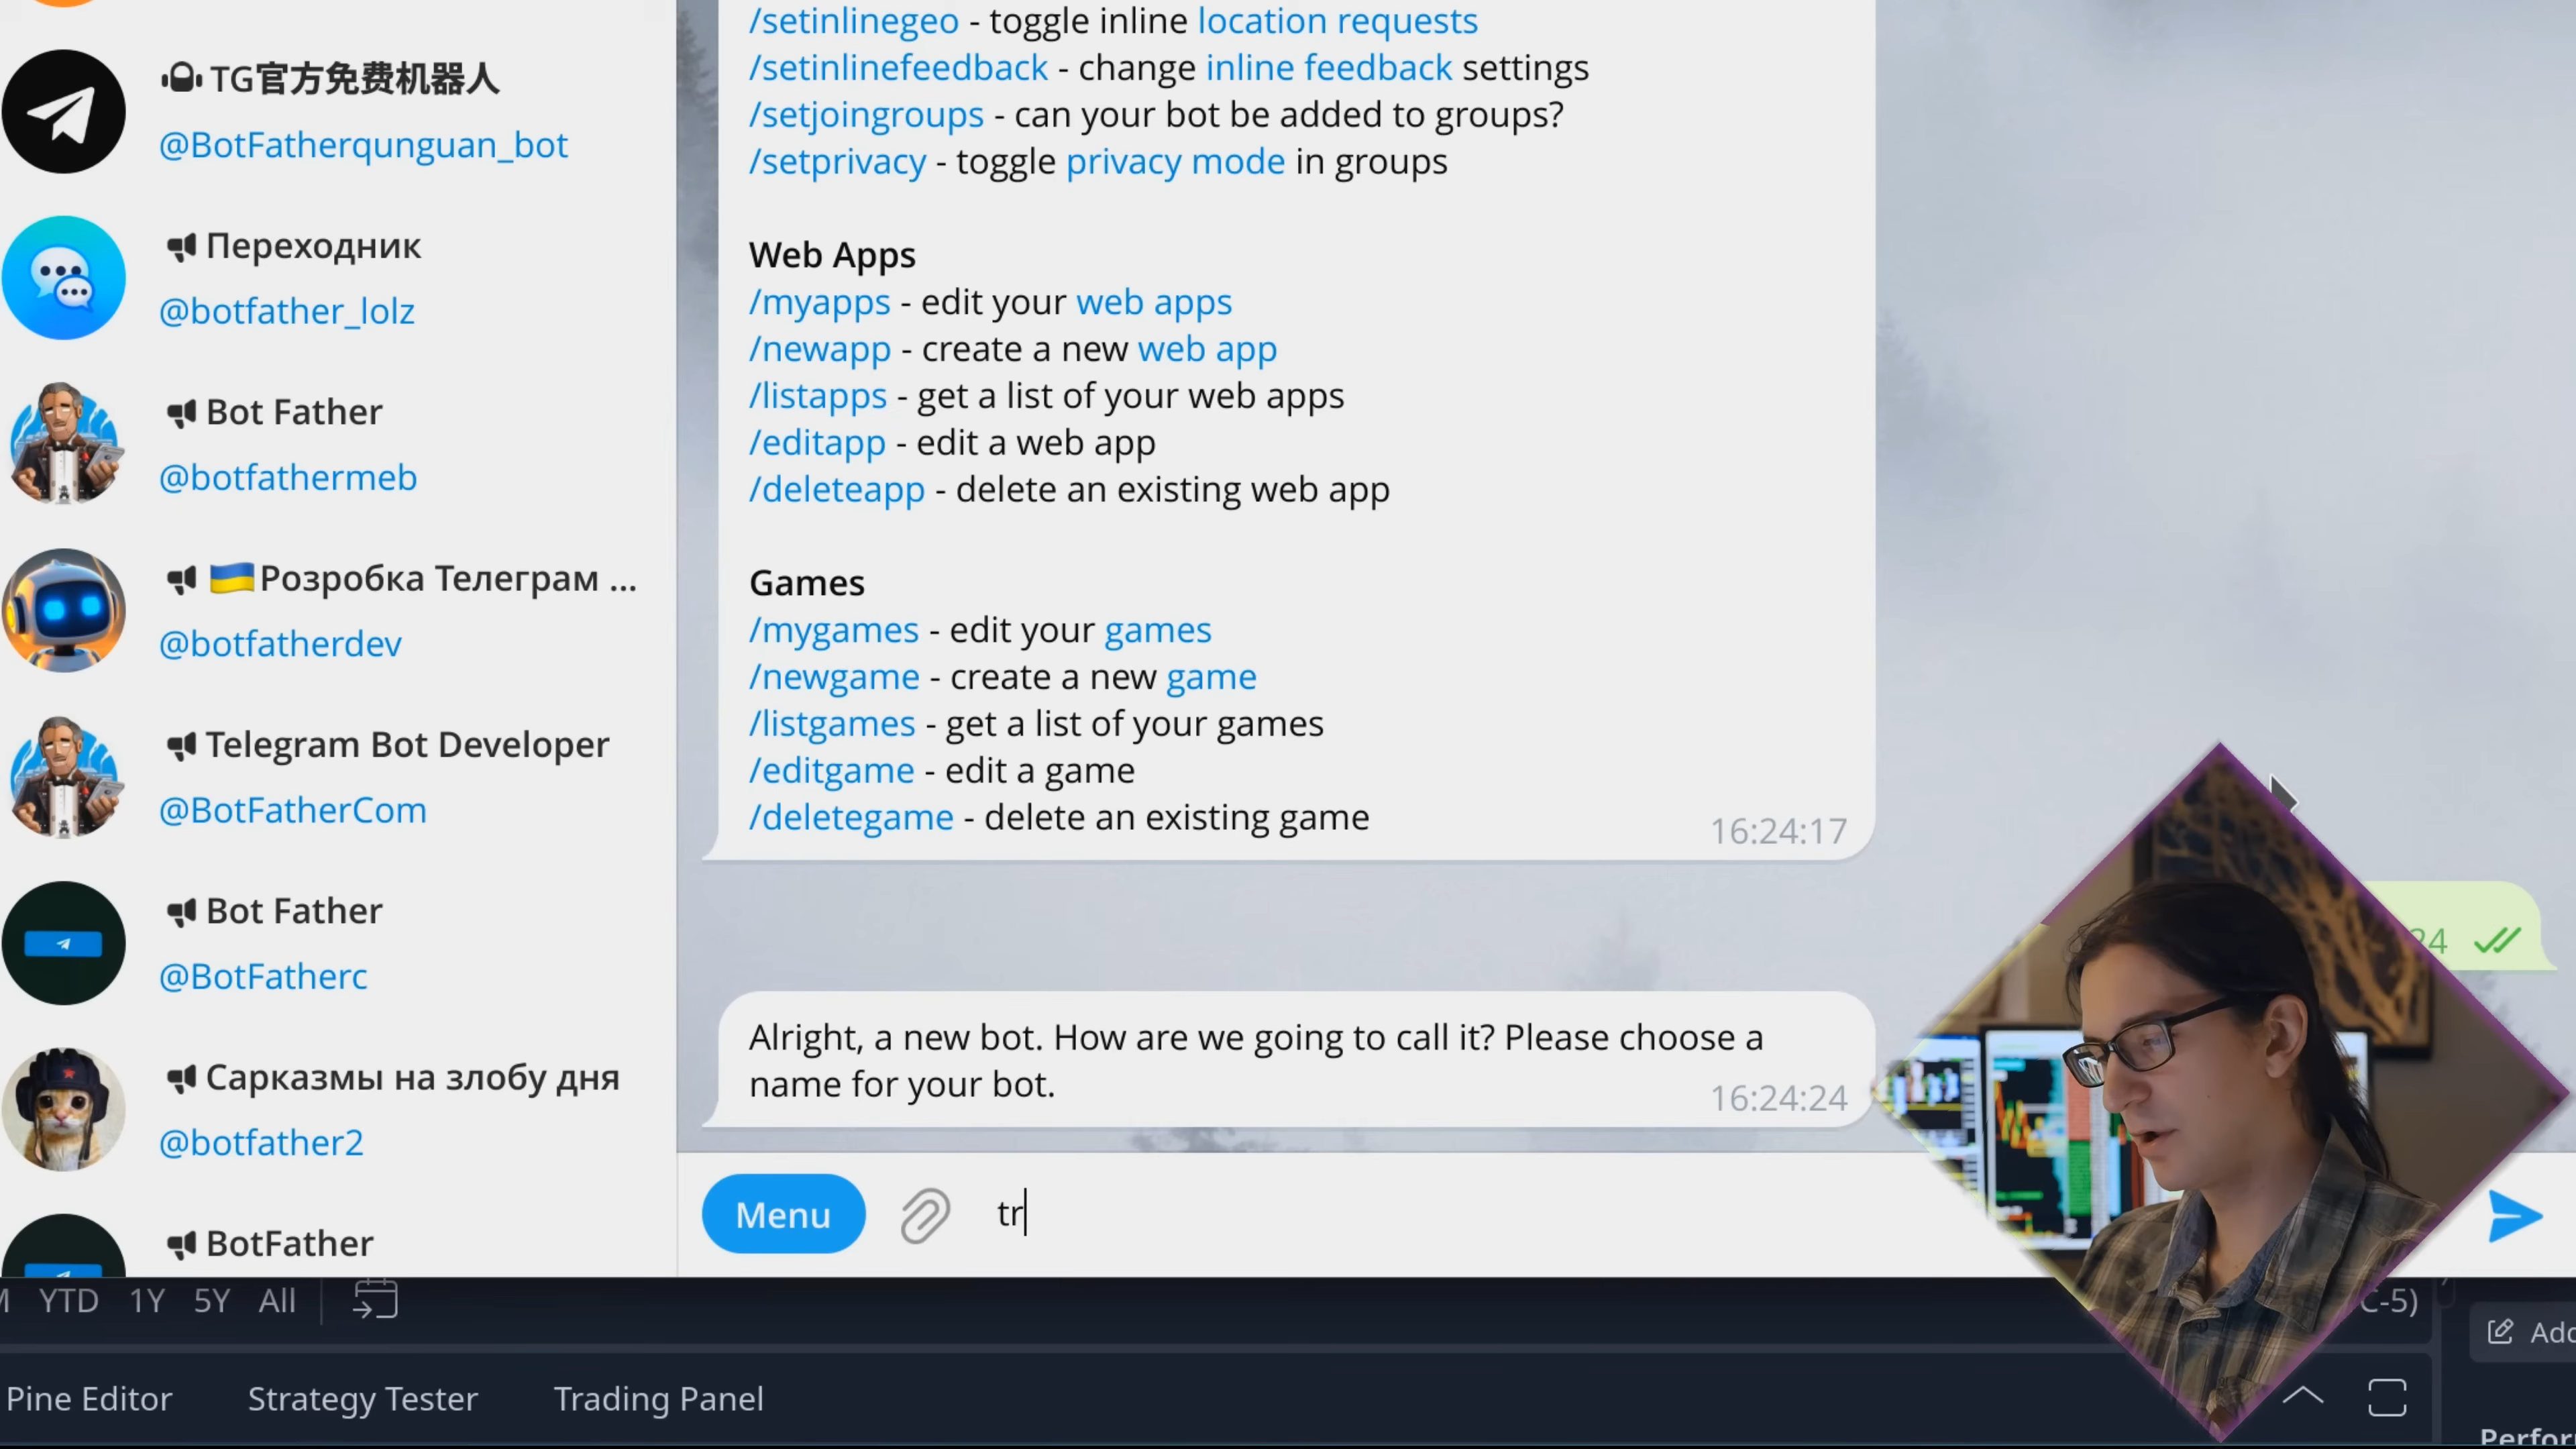 TG官方免费机器人
@BotFatherqunguan_bot
Переходник
@botfather_lolz
Bot Father
@botfathermeb
Розробка Телеграм ...
@botfatherdev
Telegram Bot Developer
@BotFatherCom
Bot Father
@BotFatherc
Сарказмы на злобу дня
@botfather2
BotFather
/setinlinegeo - toggle inline location requests
/setinlinefeedback - change inline feedback settings
/setjoingroups - can your bot be added to groups?
/setprivacy - toggle privacy mode in groups
Web Apps
/myapps - edit your web apps
/newapp - create a new web app
/listapps - get a list of your web apps
/editapp - edit a web app
/deleteapp - delete an existing web app
Games
/mygames - edit your games
/newgame - create a new game
/listgames - get a list of your games
/editgame - edit a game
/deletegame - delete an existing game
16:24:17
24
Alright, a new bot. How are we going to call it? Please choose a
name for your bot.
16:24:24
Menu
tr
YTD 1Y 5Y All
C-5)
Pine Editor Strategy Tester Trading Panel